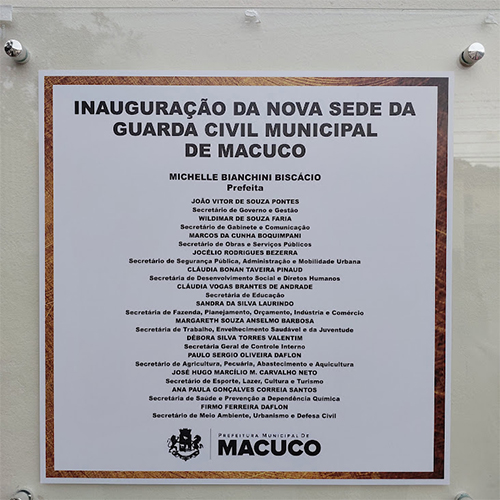 INAUGURAÇÃO DA NOVA SEDE DA
GUARDA CIVIL MUNICIPAL
DE MACUCO
MICHELLE BIANCHINI BISCÁCIO
Prefeita
JOÃO VITOR DE SOUZA PONTES
Secretário de Governo e Gestão
WILDIMAR DE SOUZA FARIA
Secretário de Gabinete e Comunicação
MARCOS DA CUNHA BOQUIMPANI
Secretário de Obras e Serviços Públicos
JOCÉLIO RODRIGUES BEZERRA
Secretário de Segurança Pública, Administração e Mobilidade Urbana
CLÁUDIA BONAN TAVEIRA PINAUD
Secretária de Desenvolvimento Social e Diretos Humanos
CLÁUDIA VOGAS BRANTES DE ANDRADE
Secretária de Educação
SANDRA DA SILVA LAURINDO
Secretária de Fazenda, Planejamento, Orçamento, Indústria e Comércio
MARGARETH SOUZA ANSELMO BARBOSA
Secretária de Trabalho, Envelhecimento Saudável e da Juventude
DÉBORA SILVA TORRES VALENTIM
Secretária Geral de Controle Interno
PAULO SERGIO OLIVEIRA DAFLON
Secretário de Agricultura, Pecuária, Abastecimento e Aquicultura
JOSÉ HUGO MARCÍLIO M. CARVALHO NETO
Secretário de Esporte, Lazer, Cultura e Turismo
ANA PAULA GONÇALVES CORREIA SANTOS
Secretária de Saúde e Prevenção a Dependência Química
FIRMO FERREIRA DAFLON
Secretário de Meio Ambiente, Urbanismo e Defesa Civil
PREFEITURA MUNICIPAL DE
MACUCO